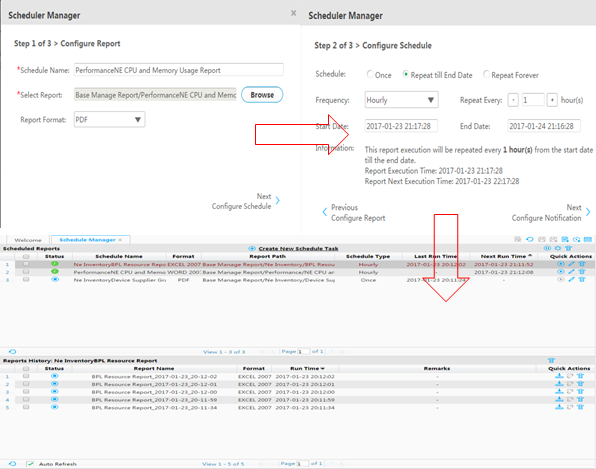 Scheduler Manager
Step 1 of 3 > Configure Report
*Schedule Name: PerformanceNE CPU and Memory Usage Report
*Select Report: Base Manage Report/PerformanceNE CPU and Memc Browse
Report Format: PDF
Next
Configure Schedule
Scheduler Manager
Step 2 of 3 > Configure Schedule
Schedule: Once Repeat till End Date Repeat Forever
Frequency: Hourly Repeat Every: - 1 + hour(s)
Start Date: 2017-01-23 21:17:28 End Date: 2017-01-24 21:16:28
Information: This report execution will be repeated every 1 hour(s) from the start date
till the end date.
Report Execution Time: 2017-01-23 21:17:28
Report Next Execution Time: 2017-01-23 22:17:28
Previous
Configure Report
Next
Configure Notification
Welcome Schedule Manager
Scheduled Reports Create New Schedule Task
Status Schedule Name Format Report Path Schedule Type Last Run Time Next Run Time Quick Actions
1 Ne InventoryBPL Resource Repo EXCEL 2007 Base Manage Report/Ne Inventory/BPL Resou Hourly 2017-01-23 20:12:02 2017-01-23 21:11:52
2 PerformanceNE CPU and Memo WORD 2007 Base Manage Report/Performance/NE CPU ar Hourly - 2017-01-23 21:12:08
3 Ne InventoryDevice Supplier Gr PDF Base Manage Report/Ne Inventory/Device Sup Once 2017-01-23 20:11:24 -
View 1 - 3 of 3 Page 1 of 1
Reports History: Ne InventoryBPL Resource Report
Status Report Name Format Run Time Remarks Quick Actions
1 BPL Resource Report_2017-01-23_20-12-02 EXCEL 2007 2017-01-23 20:12:02 -
2 BPL Resource Report_2017-01-23_20-12-01 EXCEL 2007 2017-01-23 20:12:01 -
3 BPL Resource Report_2017-01-23_20-12-00 EXCEL 2007 2017-01-23 20:12:00 -
4 BPL Resource Report_2017-01-23_20-11-59 EXCEL 2007 2017-01-23 20:11:59 -
5 BPL Resource Report_2017-01-23_20-11-34 EXCEL 2007 2017-01-23 20:11:34 -
Auto Refresh View 1 - 5 of 5 Page 1 of 1